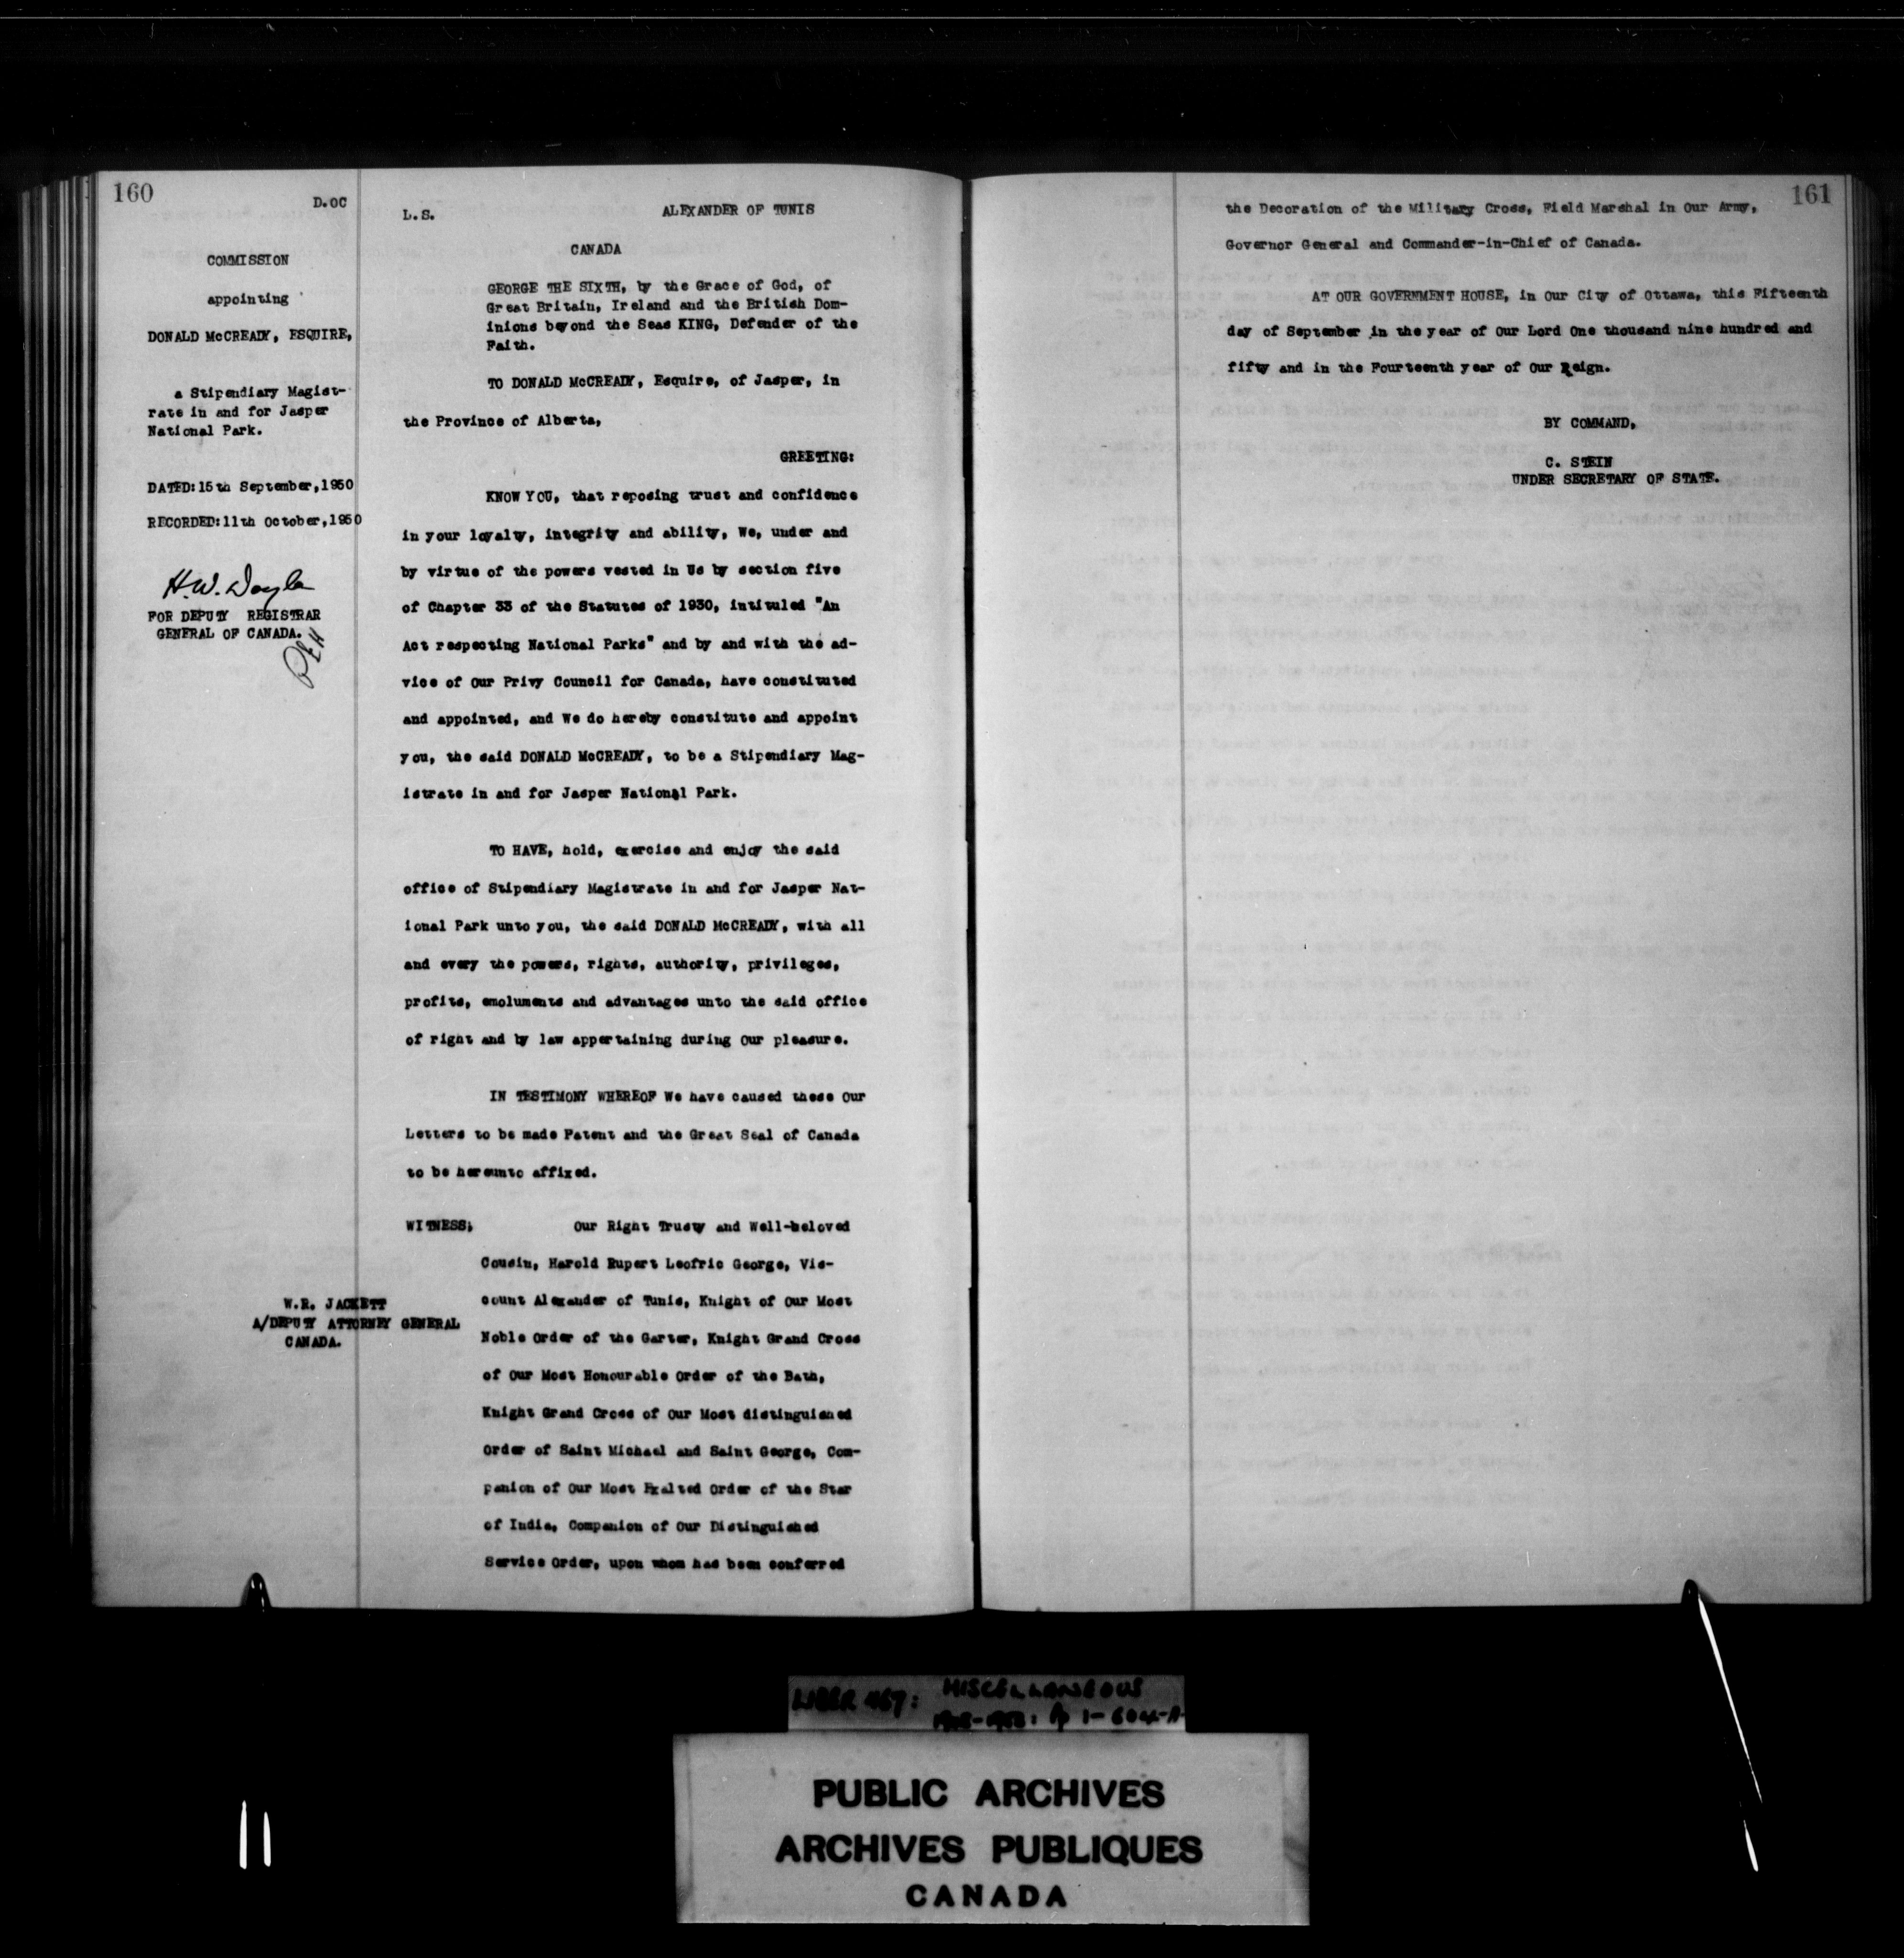 160
D.OC
COMMISSION
appointing
DONALD McCREADY, ESQUIRE,
a Stipendiary Magist-
rate in and for Jasper
National Park.
DATED:15th September,1950
RECORDED:11th October,1950
H.W. Doyle
FOR DEPUTY REGISTRAR
GENERAL OF CANADA.
L.S.
ALEXANDER OF TUNIS
CANADA
GEORGE THE SIXTH, by the Grace of God, of
Great Britain, Ireland and the British Dom-
inions beyond the Seas KING, Defender of the
Faith.
TO DONALD McCREADY, Esquire, of Jasper, in
the Province of Alberta,
GREETING:
KNOW YOU, that reposing trust and confidence
in your loyalty, integrity and ability, We, under and
by virtue of the powers vested in Us by section five
of Chapter 33 of the Statutes of 1930, intituled "An
Act respecting National Parks" and by and with the ad-
vice of Our Privy Council for Canada, have constituted
and appointed, and We do hereby constitute and appoint
you, the said DONALD McCREADY, to be a Stipendiary Mag-
istrate in and for Jasper National Park.
TO HAVE, hold, exercise and enjoy the said
office of Stipendiary Magistrate in and for Jasper Nat-
ional Park unto you, the said DONALD McCREADY, with all
and every the powers, rights, authority, privileges,
profits, emoluments and advantages unto the said office
of right and by law appertaining during Our pleasure.
IN TESTIMONY WHEREOF We have caused these Our
Letters to be made Patent and the Great Seal of Canada
to be hereunto affixed.
WITNESS; Our Right Trusty and Well-beloved
Cousin, Harold Rupert Leofric George, Vis-
count Alexander of Tunis, Knight of Our Most
Noble Order of the Garter, Knight Grand Cross
of Our Most Honourable Order of the Bath,
Knight Grand Cross of Our Most distinguished
Order of Saint Michael and Saint George, Com-
panion of Our Most Exalted Order of the Star
of India, Companion of Our Distinguished
Service Order, upon whom has been conferred
W.R. JACKETT
A/DEPUTY ATTORNEY GENERAL
CANADA.
161
the Decoration of the Military Cross, Field Marshal in Our Army,
Governor General and Commander-in-Chief of Canada.
AT OUR GOVERNMENT HOUSE, in Our City of Ottawa, this Fifteenth
day of September in the year of Our Lord One thousand nine hundred and
fifty and in the Fourteenth year of Our Reign.
BY COMMAND,
C. STEIN
UNDER SECRETARY OF STATE.
LIBER 467: MISCELLANEOUS
1-604-A
PUBLIC ARCHIVES
ARCHIVES PUBLIQUES
CANADA